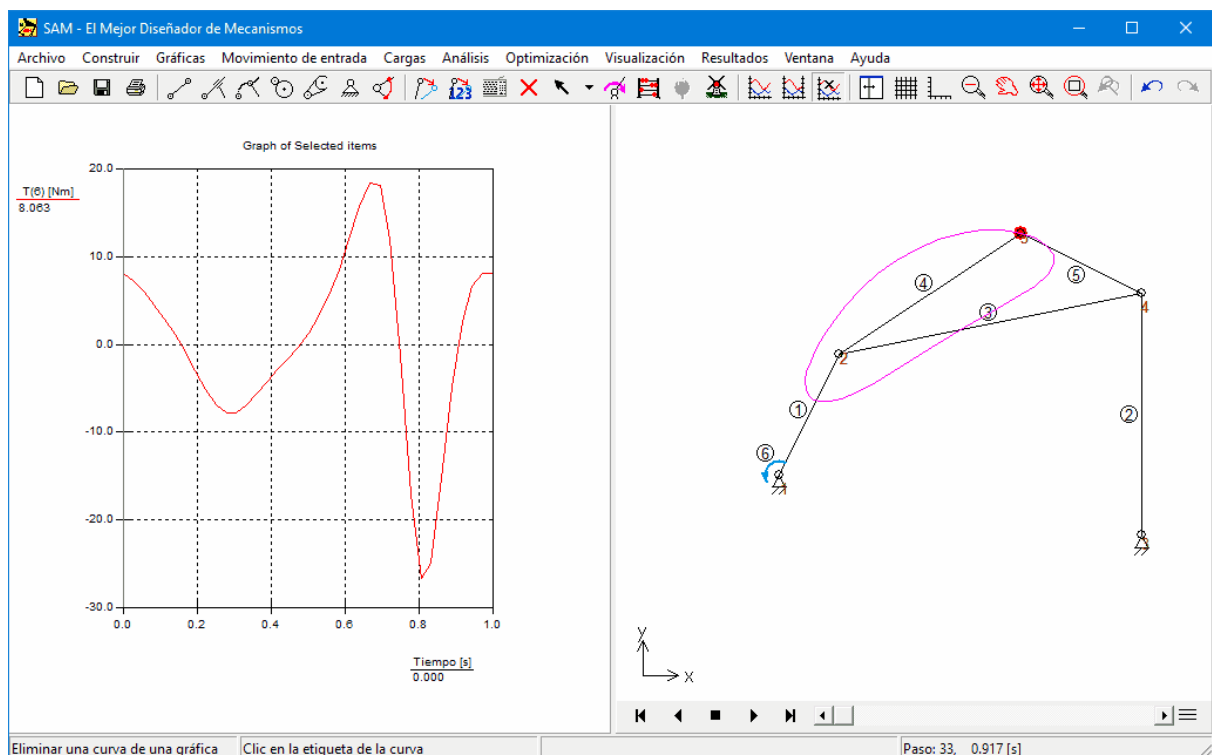 SAM - El Mejor Diseñador de Mecanismos
Archivo Construir Gráficas Movimiento de entrada Cargas Análisis Optimización Visualización Resultados Ventana Ayuda
123
Graph of Selected items
T(6) [Nm]
8.063
20.0
10.0
0.0
-10.0
-20.0
-30.0
0.0 0.2 0.4 0.6 0.8 1.0
Tiempo [s]
0.000
5
4
5
3
4
2
1
2
6
1
3
y
x
Eliminar una curva de una gráfica Clic en la etiqueta de la curva Paso: 33, 0.917 [s]